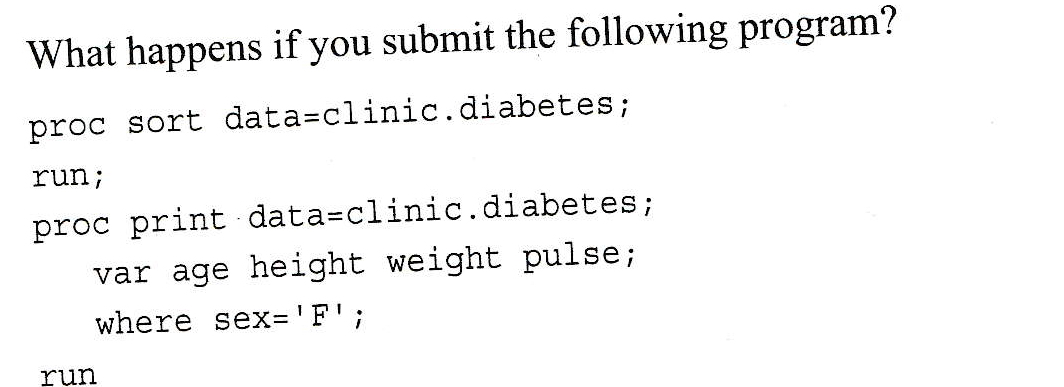 What happens if you submit the following program?
proc sort data=clinic.diabetes;
run;
proc print data=clinic.diabetes;
var age height weight pulse;
where sex='F';
run